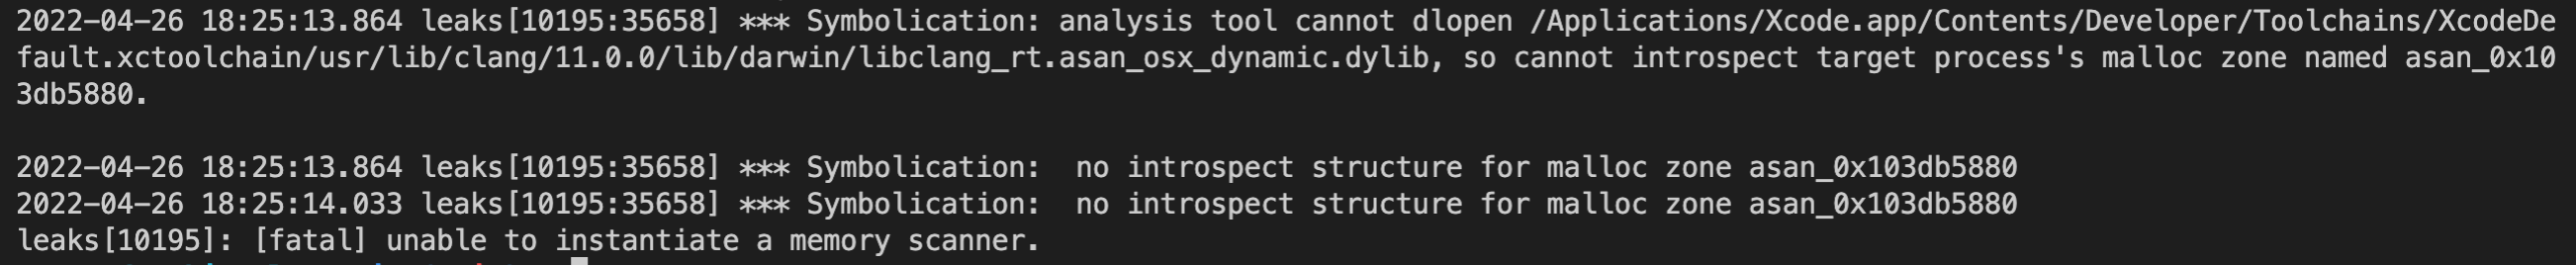 2022-04-26 18:25:13.864 leaks[10195:35658] *** Symbolication: analysis tool cannot dlopen /Applications/Xcode.app/Contents/Developer/Toolchains/XcodeDe
fault.xctoolchain/usr/lib/clang/11.0.0/lib/darwin/libclang_rt.asan_osx_dynamic.dylib, so cannot introspect target process's malloc zone named asan_0x10
3db5880.
2022-04-26 18:25:13.864 leaks[10195:35658] *** Symbolication:  no introspect structure for malloc zone asan_0x103db5880
2022-04-26 18:25:14.033 leaks[10195:35658] *** Symbolication:  no introspect structure for malloc zone asan_0x103db5880
leaks[10195]: [fatal] unable to instantiate a memory scanner.